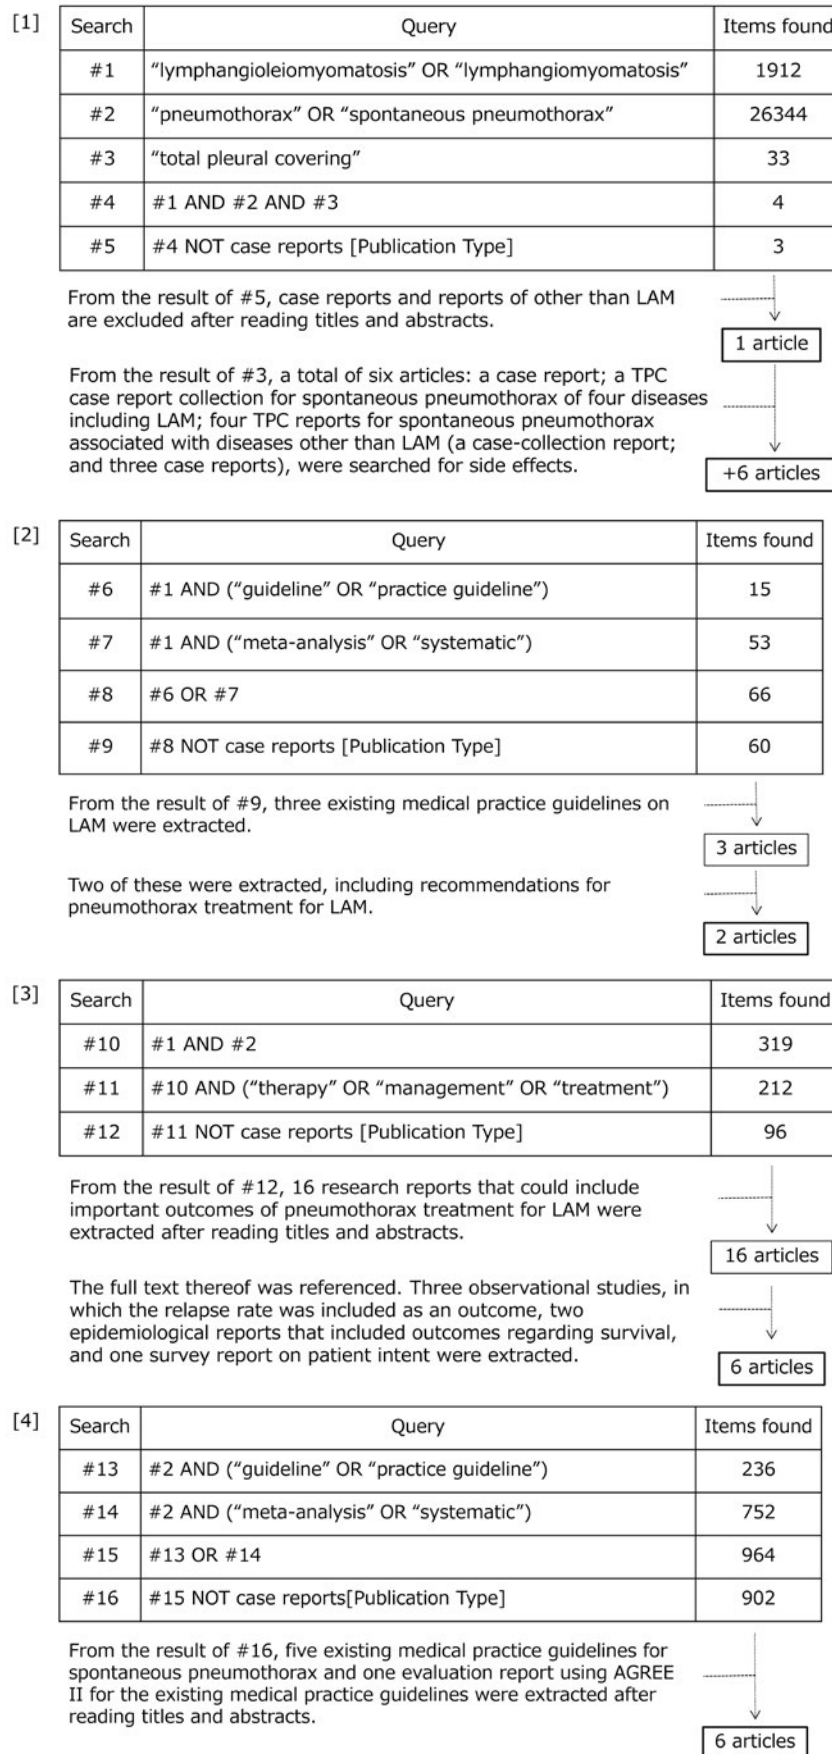 [1] Search Query Items found
#1 “lymphangioleiomyomatosis” OR “lymphangiomyomatosis” 1912
#2 “pneumothorax” OR “spontaneous pneumothorax” 26344
#3 “total pleural covering” 33
#4 #1 AND #2 AND #3 4
#5 #4 NOT case reports [Publication Type] 3
From the result of #5, case reports and reports of other than LAM
are excluded after reading titles and abstracts.
1 article
From the result of #3, a total of six articles: a case report; a TPC
case report collection for spontaneous pneumothorax of four diseases
including LAM; four TPC reports for spontaneous pneumothorax
associated with diseases other than LAM (a case-collection report;
and three case reports), were searched for side effects.
+6 articles
[2] Search Query Items found
#6 #1 AND (“guideline” OR “practice guideline”) 15
#7 #1 AND (“meta-analysis” OR “systematic”) 53
#8 #6 OR #7 66
#9 #8 NOT case reports [Publication Type] 60
From the result of #9, three existing medical practice guidelines on
LAM were extracted.
3 articles
Two of these were extracted, including recommendations for
pneumothorax treatment for LAM.
2 articles
[3] Search Query Items found
#10 #1 AND #2 319
#11 #10 AND (“therapy” OR “management” OR “treatment”) 212
#12 #11 NOT case reports [Publication Type] 96
From the result of #12, 16 research reports that could include
important outcomes of pneumothorax treatment for LAM were
extracted after reading titles and abstracts.
16 articles
The full text thereof was referenced. Three observational studies, in
which the relapse rate was included as an outcome, two
epidemiological reports that included outcomes regarding survival,
and one survey report on patient intent were extracted.
6 articles
[4] Search Query Items found
#13 #2 AND (“guideline” OR “practice guideline”) 236
#14 #2 AND (“meta-analysis” OR “systematic”) 752
#15 #13 OR #14 964
#16 #15 NOT case reports[Publication Type] 902
From the result of #16, five existing medical practice guidelines for
spontaneous pneumothorax and one evaluation report using AGREE
II for the existing medical practice guidelines were extracted after
reading titles and abstracts.
6 articles